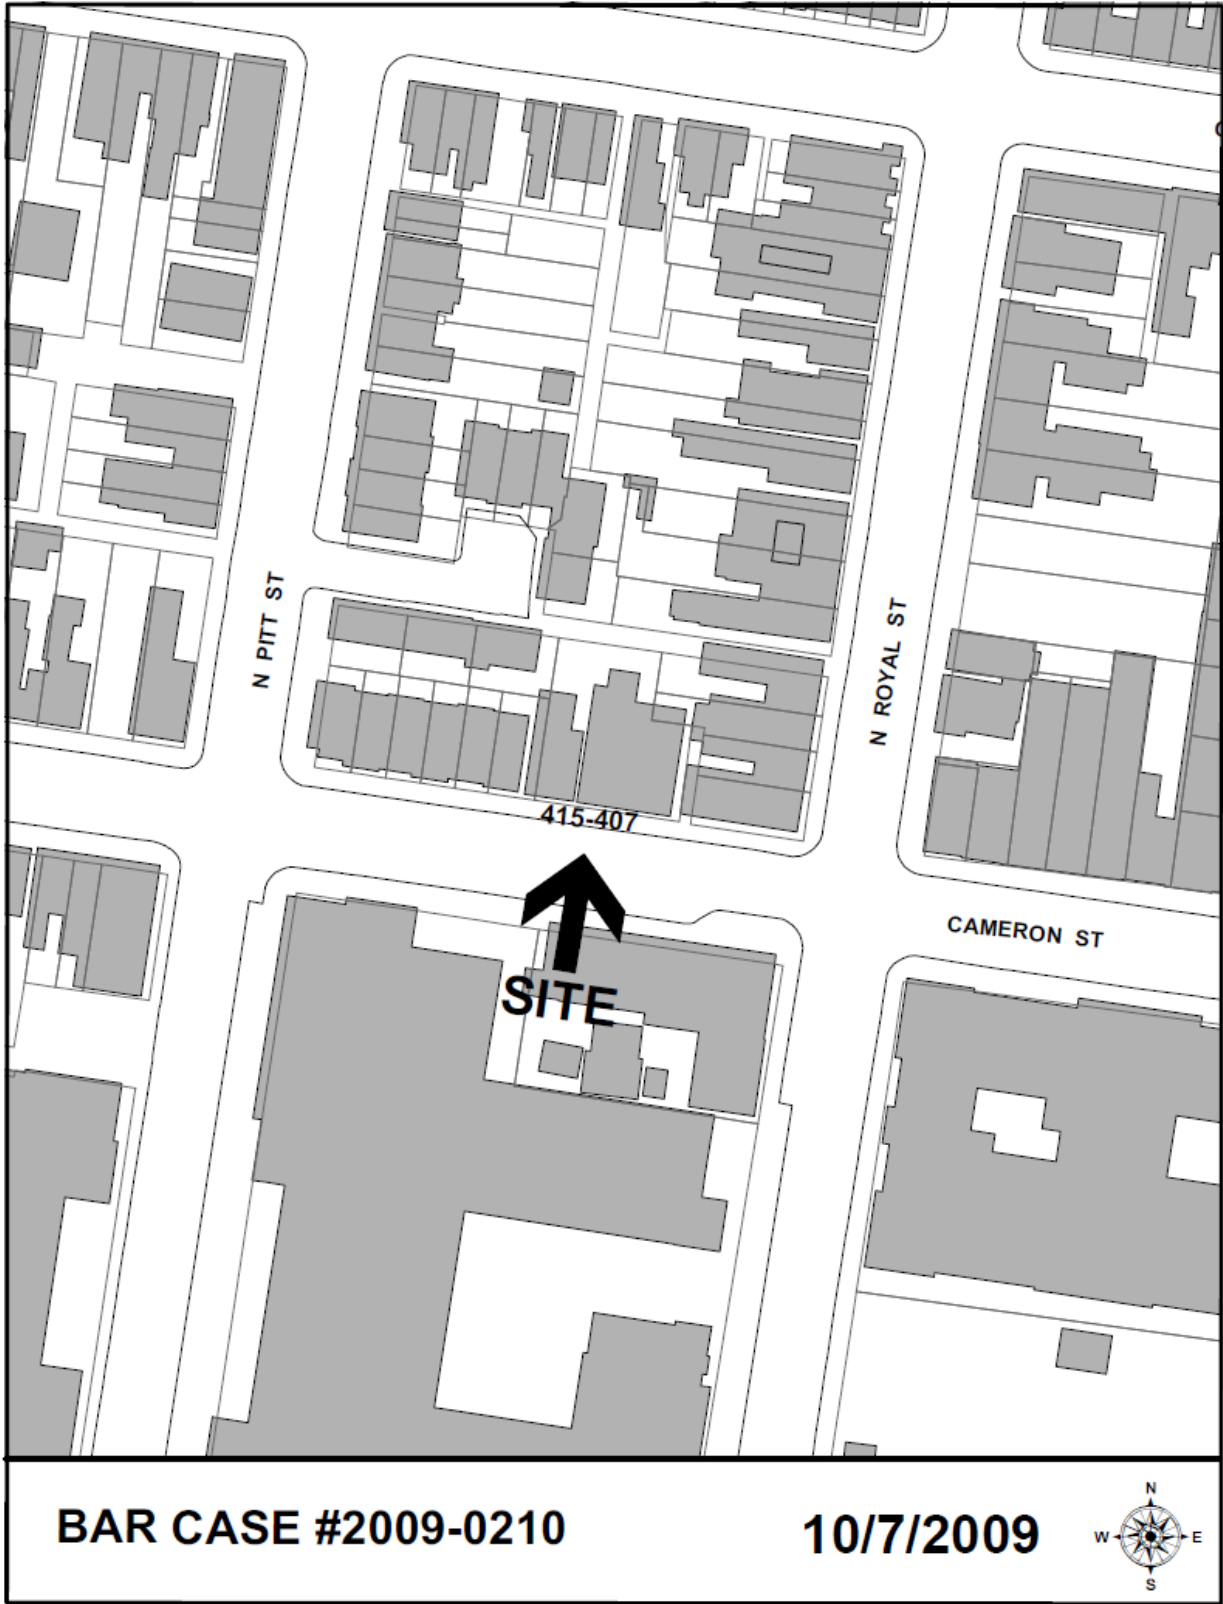 N PITT ST
N ROYAL ST
415-407
CAMERON ST
SITE
BAR CASE #2009-0210
10/7/2009
N
W E
S